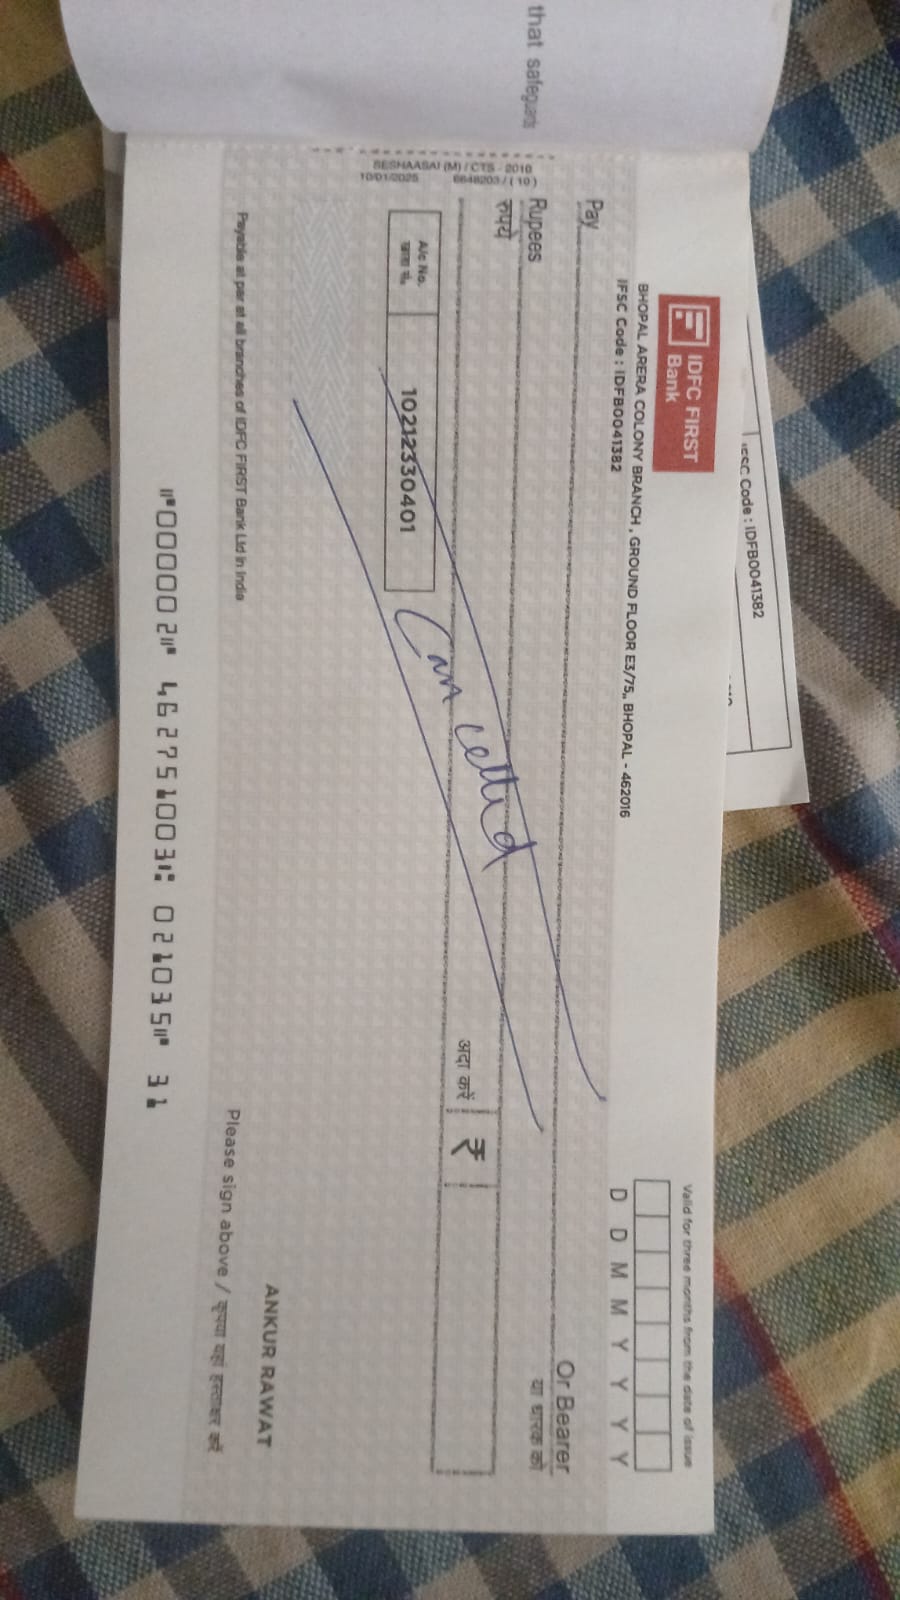 that safeguards
SESHAASAI (M) / CTS - 2010
10/01/2025 6648203 / ( 10 )
IDFC FIRST
Bank
BHOPAL ARERA COLONY BRANCH , GROUND FLOOR E3/75,, BHOPAL - 462016
IFSC Code : IDFB0041382
IFSC Code : IDFB0041382
Valid for three months from the date of issue
D D M M Y Y Y Y
Pay
Or Bearer
या धारक को
Rupees
रुपये
अदा करें
₹
A/c No.
खाता सं.
10212330401
Cancelled
ANKUR RAWAT
Payable at par at all branches of IDFC FIRST Bank Ltd in India
Please sign above / कृपया यहां हस्ताक्षर करें
⑈000002⑈ 462751003⑆ 021035⑈ 31